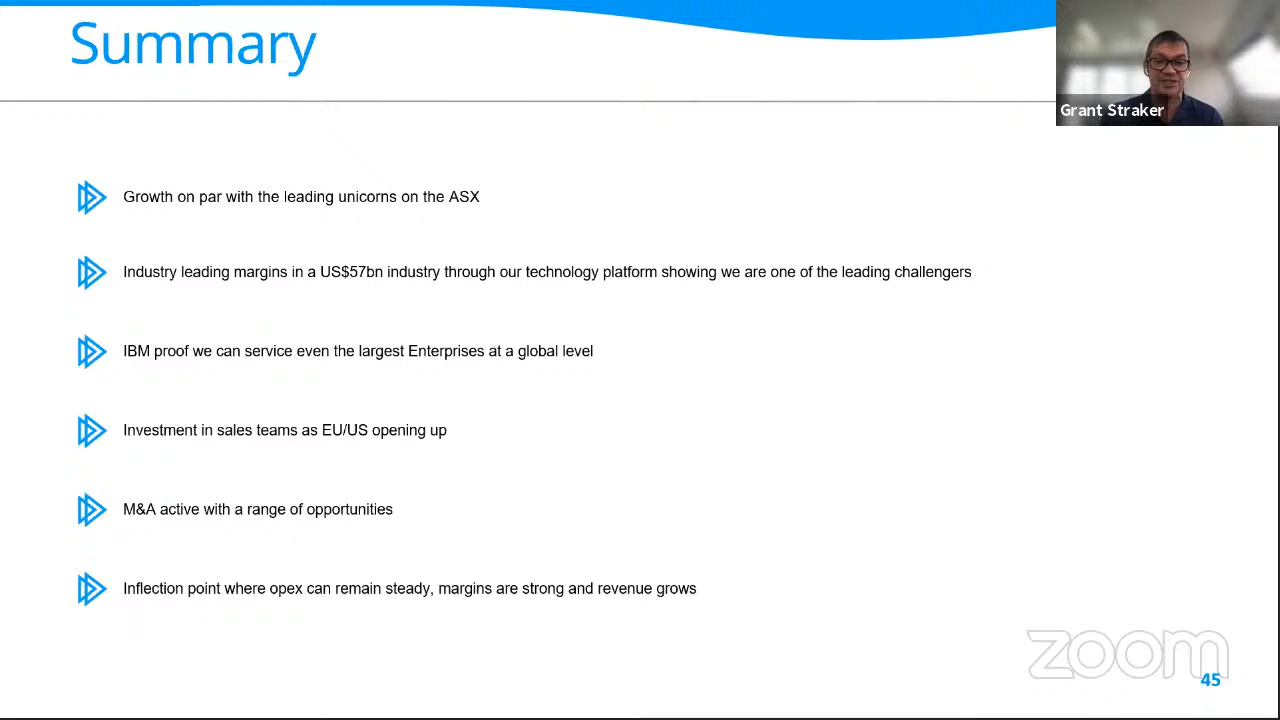 Summary
Grant Straker
Growth on par with the leading unicorns on the ASX
Industry leading margins in a US$57bn industry through our technology platform showing we are one of the leading challengers
IBM proof we can service even the largest Enterprises at a global level
Investment in sales teams as EU/US opening up
M&A active with a range of opportunities
Inflection point where opex can remain steady, margins are strong and revenue grows
zoom
45